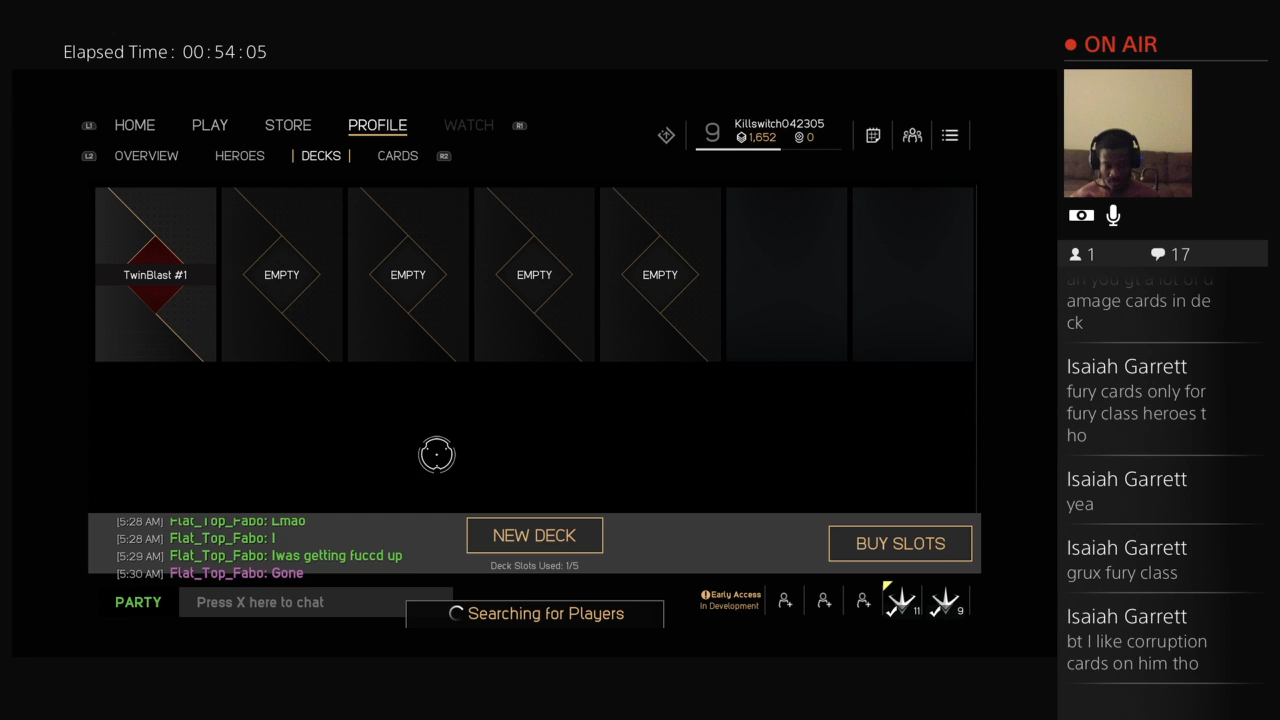 Elapsed Time: 00:54:05
ON AIR
L1 HOME PLAY STORE PROFILE WATCH R1
9 Killswitch042305
1,652 0
L2 OVERVIEW HEROES DECKS CARDS R2
TwinBlast #1 EMPTY EMPTY EMPTY EMPTY
[5:28 AM] Flat_Top_Fabo: Lmao
[5:28 AM] Flat_Top_Fabo: I
[5:29 AM] Flat_Top_Fabo: Iwas getting fuccd up
[5:30 AM] Flat_Top_Fabo: Gone
NEW DECK
Deck Slots Used: 1/5
BUY SLOTS
PARTY Press X here to chat
Searching for Players
Early Access
In Development
11 9
1 17
amage cards in de
ck
Isaiah Garrett
fury cards only for
fury class heroes t
ho
Isaiah Garrett
yea
Isaiah Garrett
grux fury class
Isaiah Garrett
bt I like corruption
cards on him tho